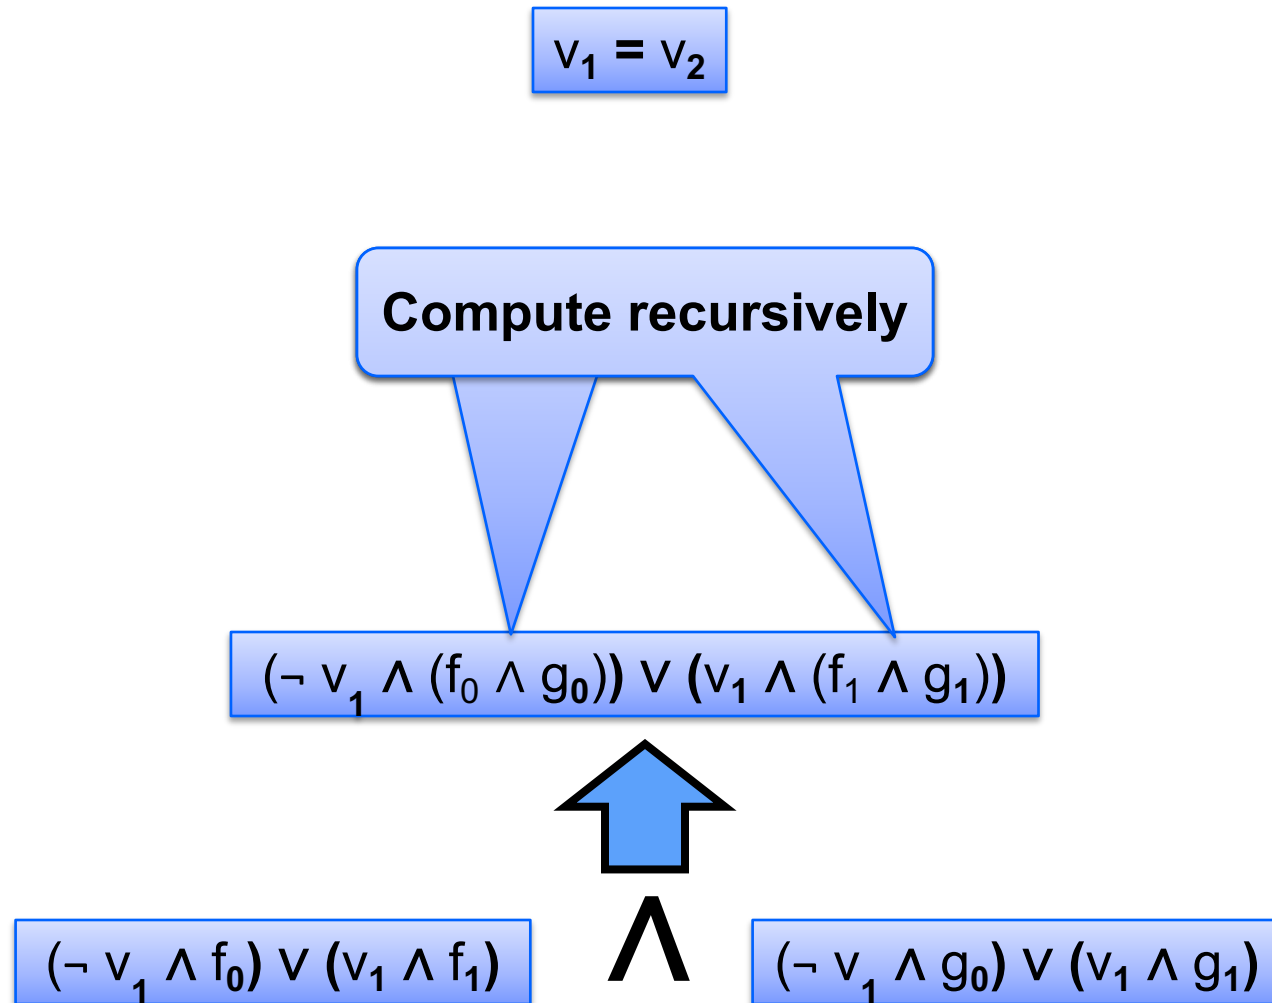 v₁ = v₂
Compute recursively
(¬ v₁ ∧ (f₀ ∧ g₀)) ∨ (v₁ ∧ (f₁ ∧ g₁))
(¬ v₁ ∧ f₀) ∨ (v₁ ∧ f₁) ∧ (¬ v₁ ∧ g₀) ∨ (v₁ ∧ g₁)